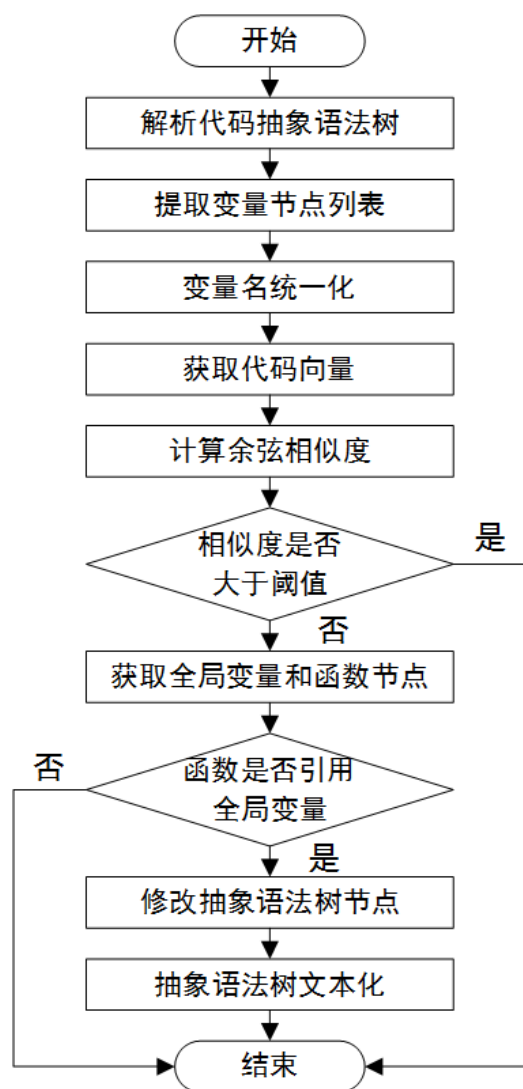 开始
解析代码抽象语法树
提取变量节点列表
变量名统一化
获取代码向量
计算余弦相似度
相似度是否
大于阈值
是
否
获取全局变量和函数节点
否
函数是否引用
全局变量
是
修改抽象语法树节点
抽象语法树文本化
结束